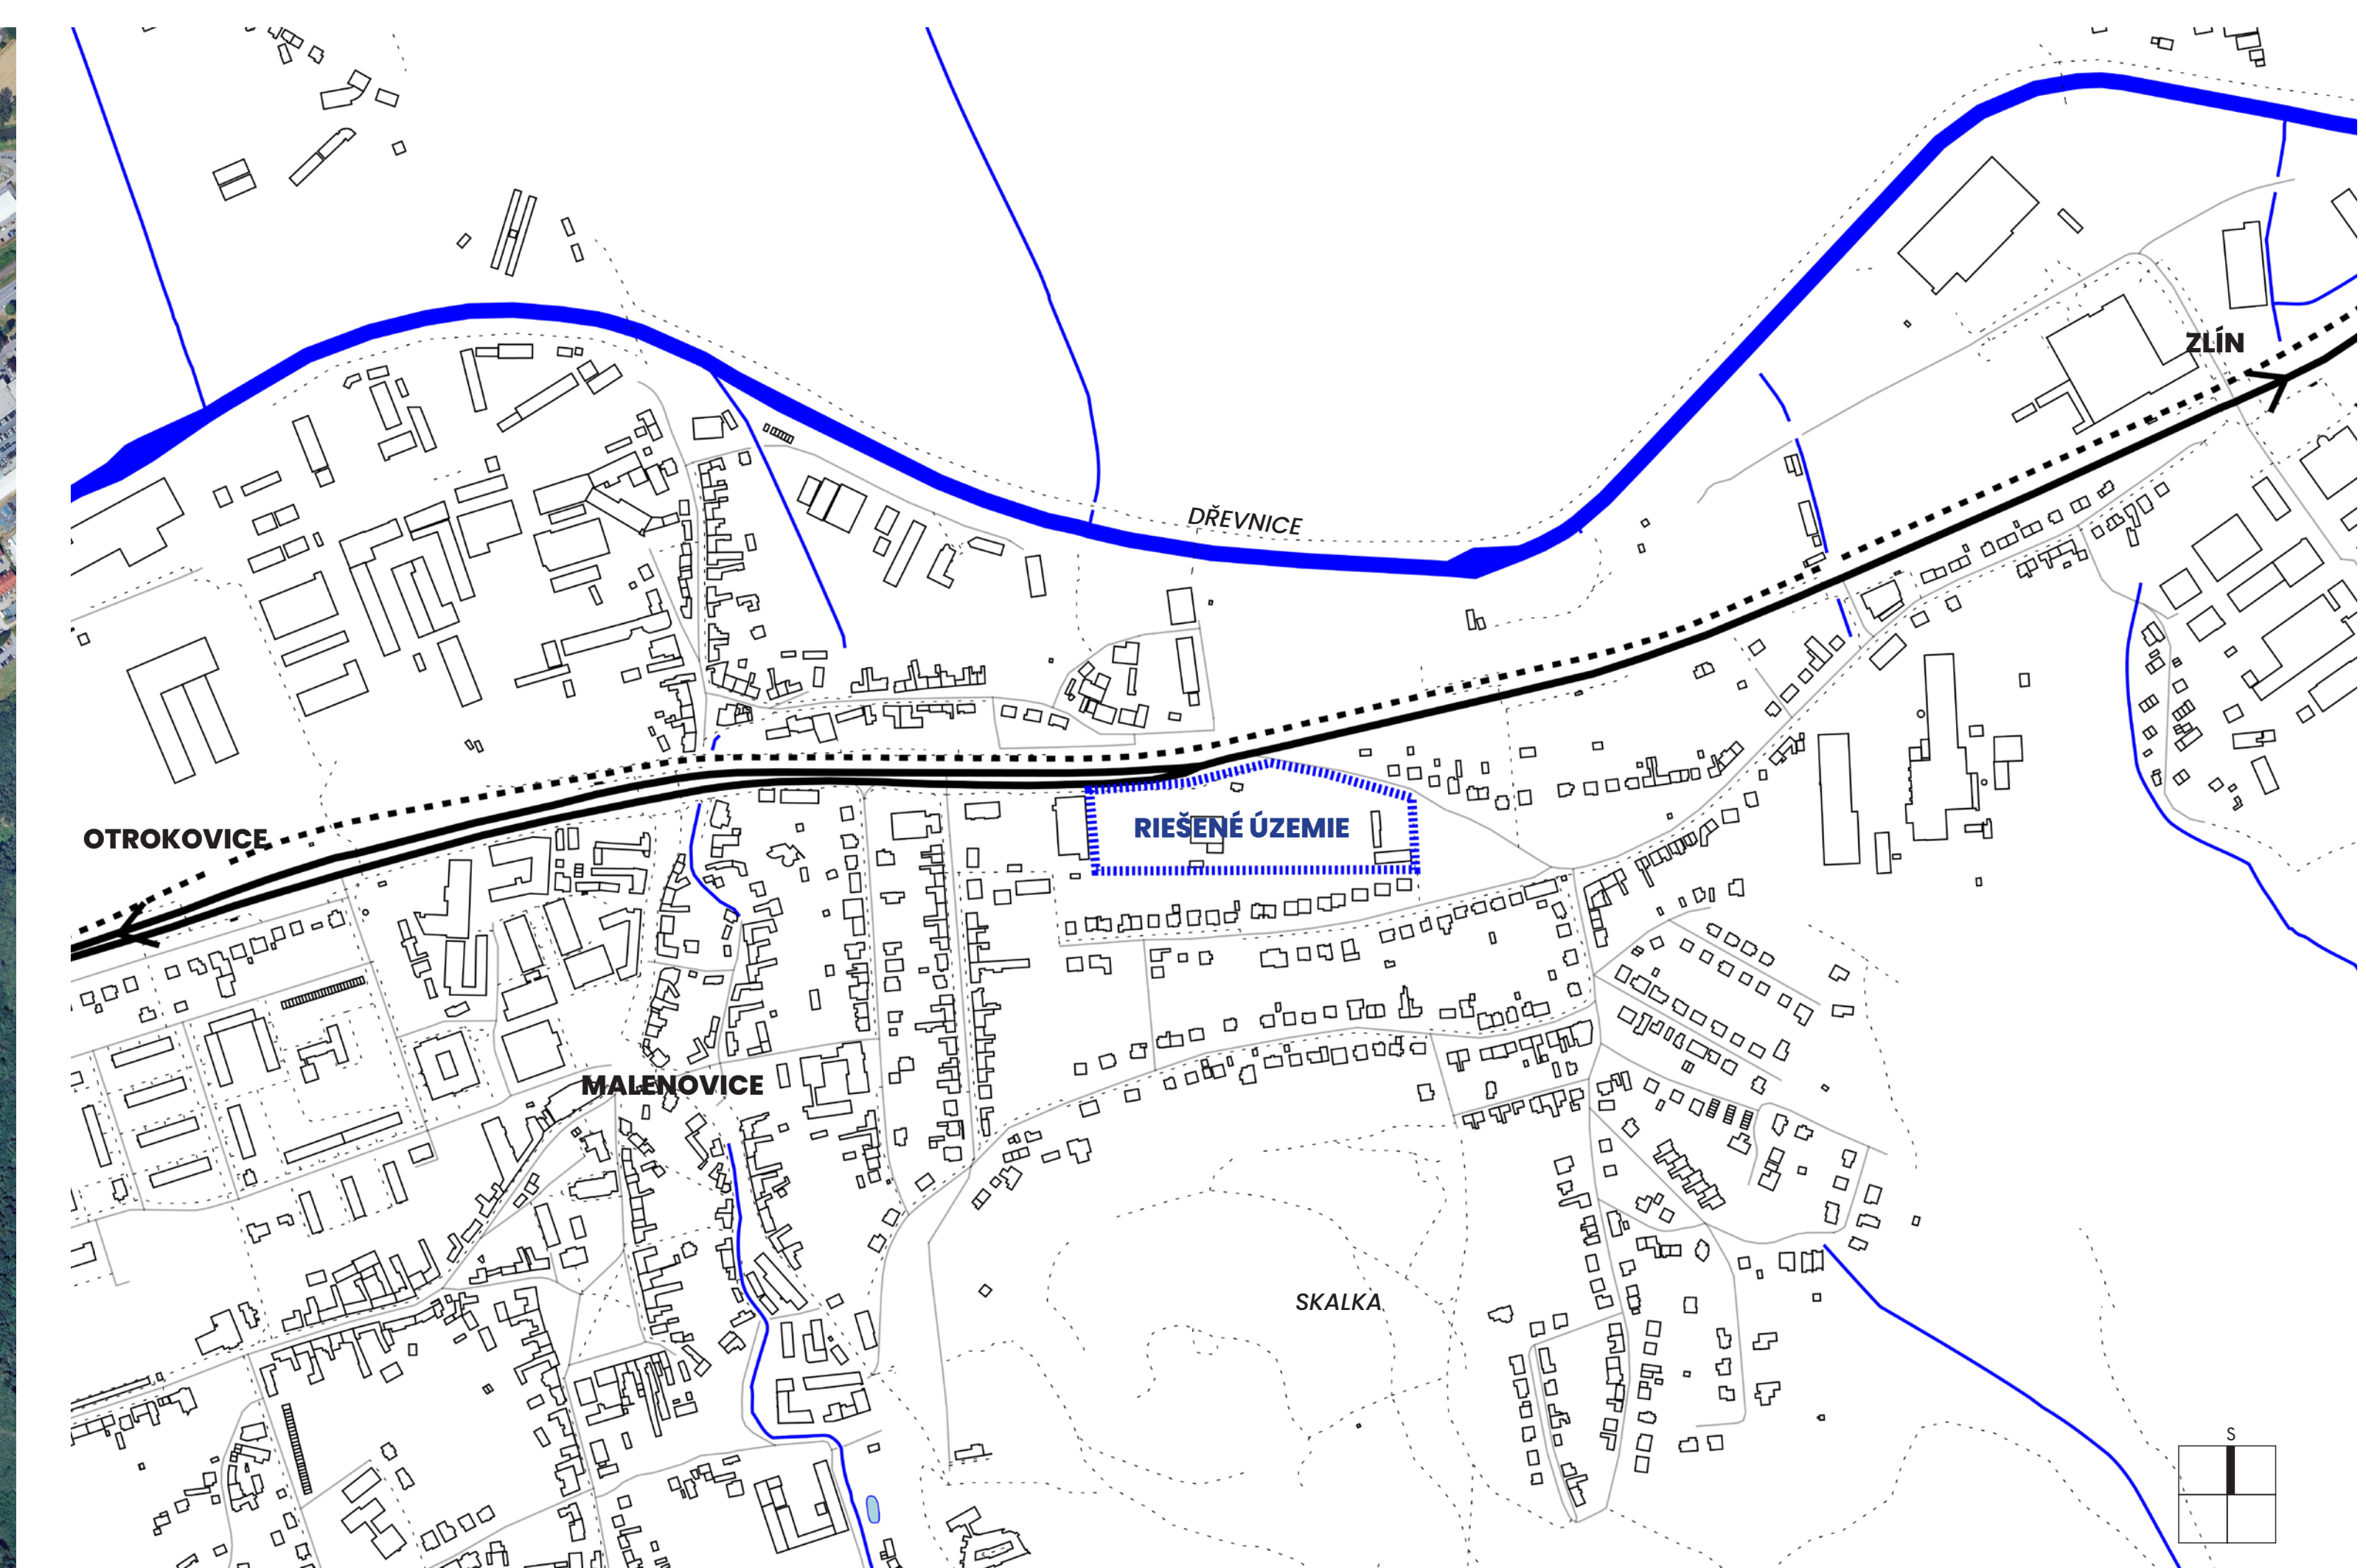 DŘEVNICE
ZLÍN
OTROKOVICE
RIEŠENÉ ÚZEMIE
MALENOVICE
SKALKA
S